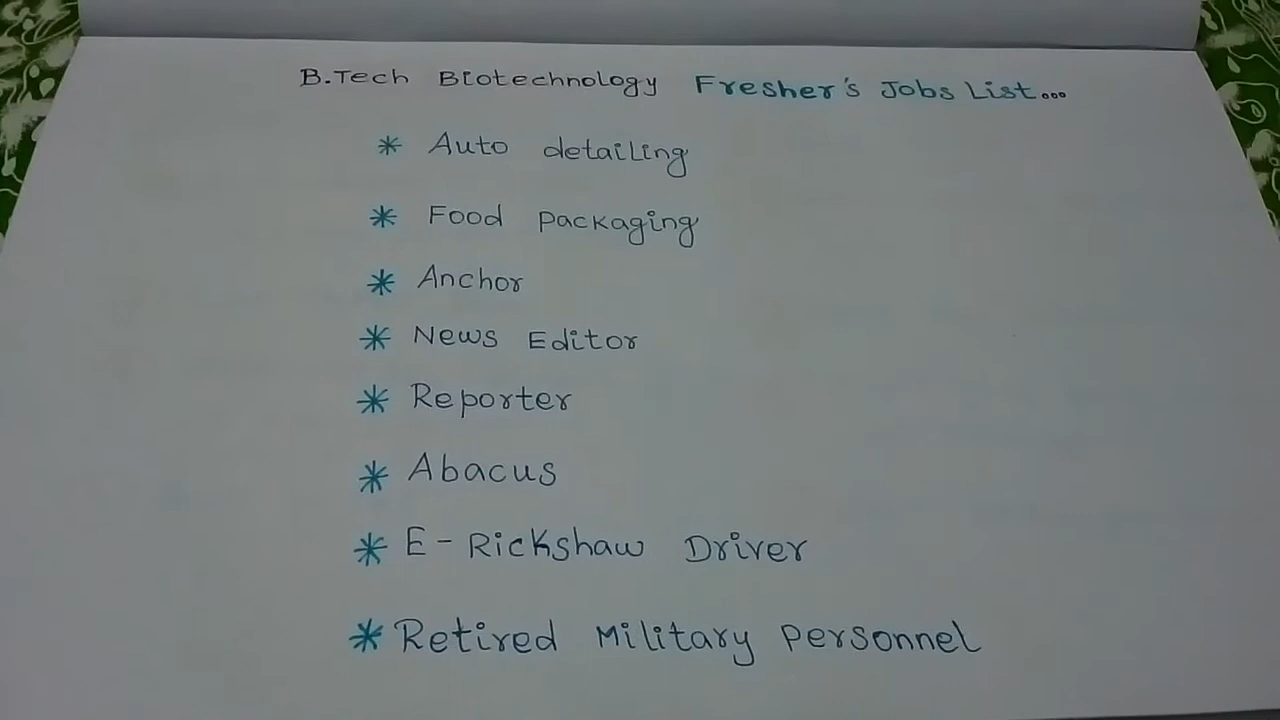 B.Tech Biotechnology Fresher's Jobs List...
* Auto detailing
* Food packaging
* Anchor
* News Editor
* Reporter
* Abacus
* E-Rickshaw Driver
* Retired Military Personnel